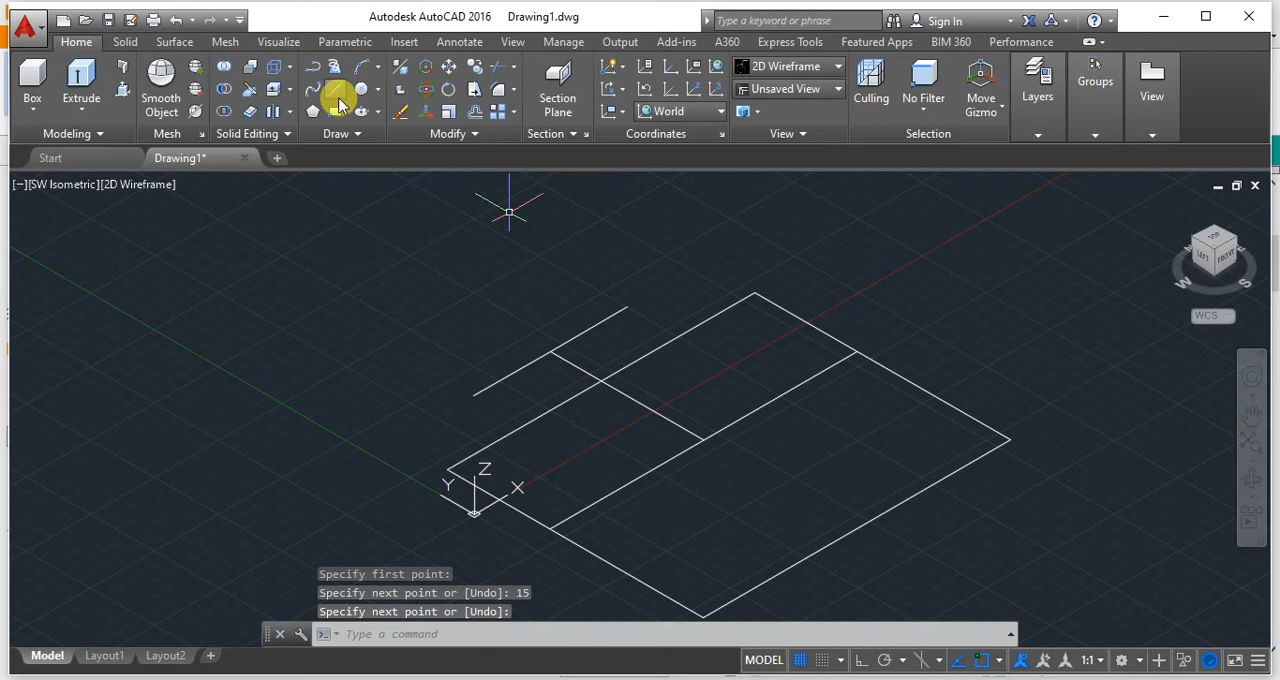 Autodesk AutoCAD 2016 Drawing1.dwg Type a keyword or phrase Sign In
Home Solid Surface Mesh Visualize Parametric Insert Annotate View Manage Output Add-ins A360 Express Tools Featured Apps BIM 360 Performance
Box Extrude Smooth Object Section Plane 2D Wireframe Unsaved View World Culling No Filter Move Gizmo Layers Groups View
Modeling Mesh Solid Editing Draw Modify Section Coordinates View Selection
Start Drawing1*
[−][SW Isometric][2D Wireframe]
TOP
LEFT FRONT
W S
WCS
Z
Y X
Specify first point:
Specify next point or [Undo]: 15
Specify next point or [Undo]:
Type a command
Model Layout1 Layout2 MODEL 1:1